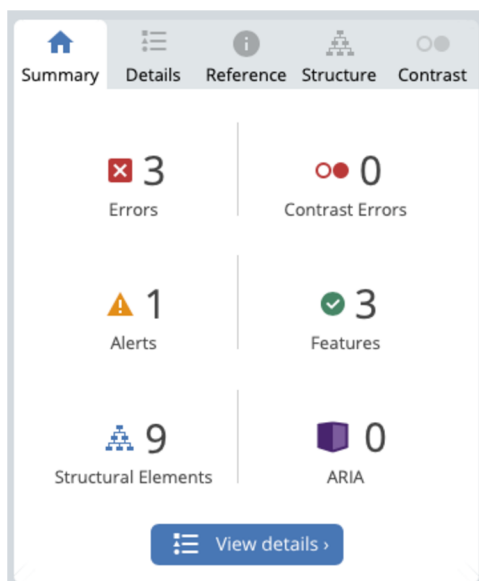 Summary Details Reference Structure Contrast
3 0
Errors Contrast Errors
1 3
Alerts Features
9 0
Structural Elements ARIA
View details ›